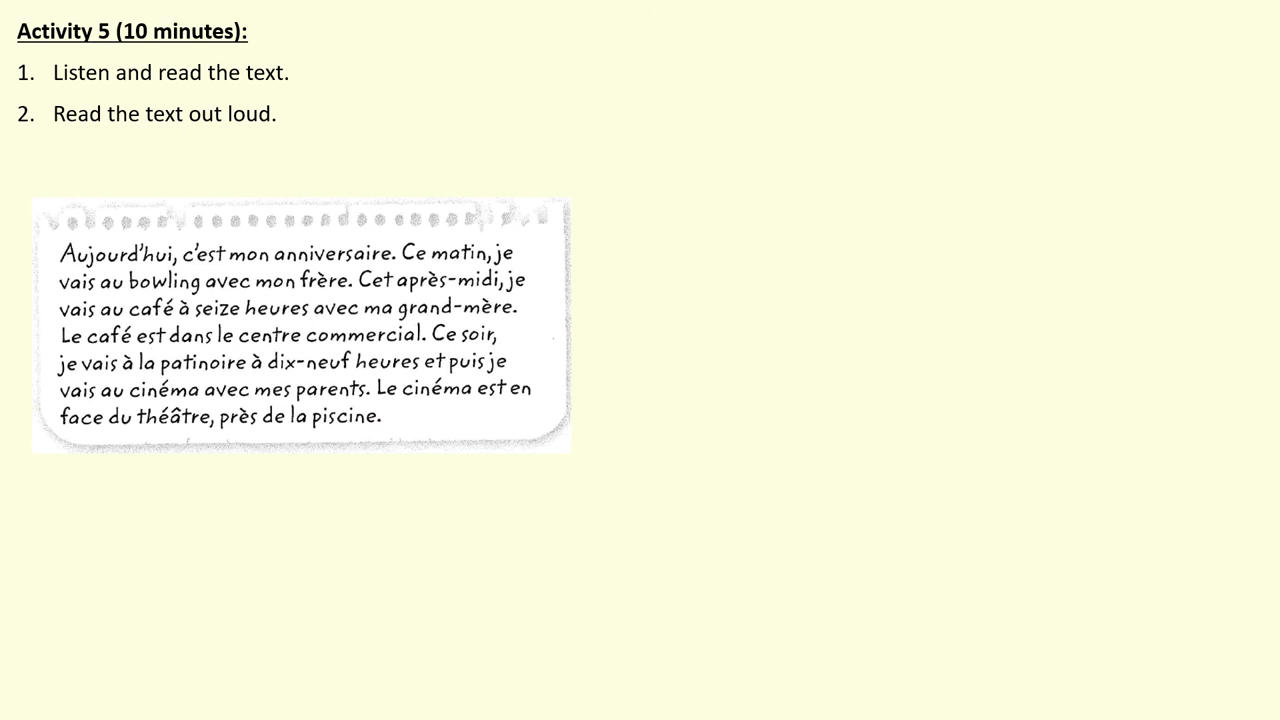 Activity 5 (10 minutes):
1. Listen and read the text.
2. Read the text out loud.
Aujourd'hui, c'est mon anniversaire. Ce matin, je
vais au bowling avec mon frère. Cet après-midi, je
vais au café à seize heures avec ma grand-mère.
Le café est dans le centre commercial. Ce soir,
je vais à la patinoire à dix-neuf heures et puis je
vais au cinéma avec mes parents. Le cinéma est en
face du théâtre, près de la piscine.